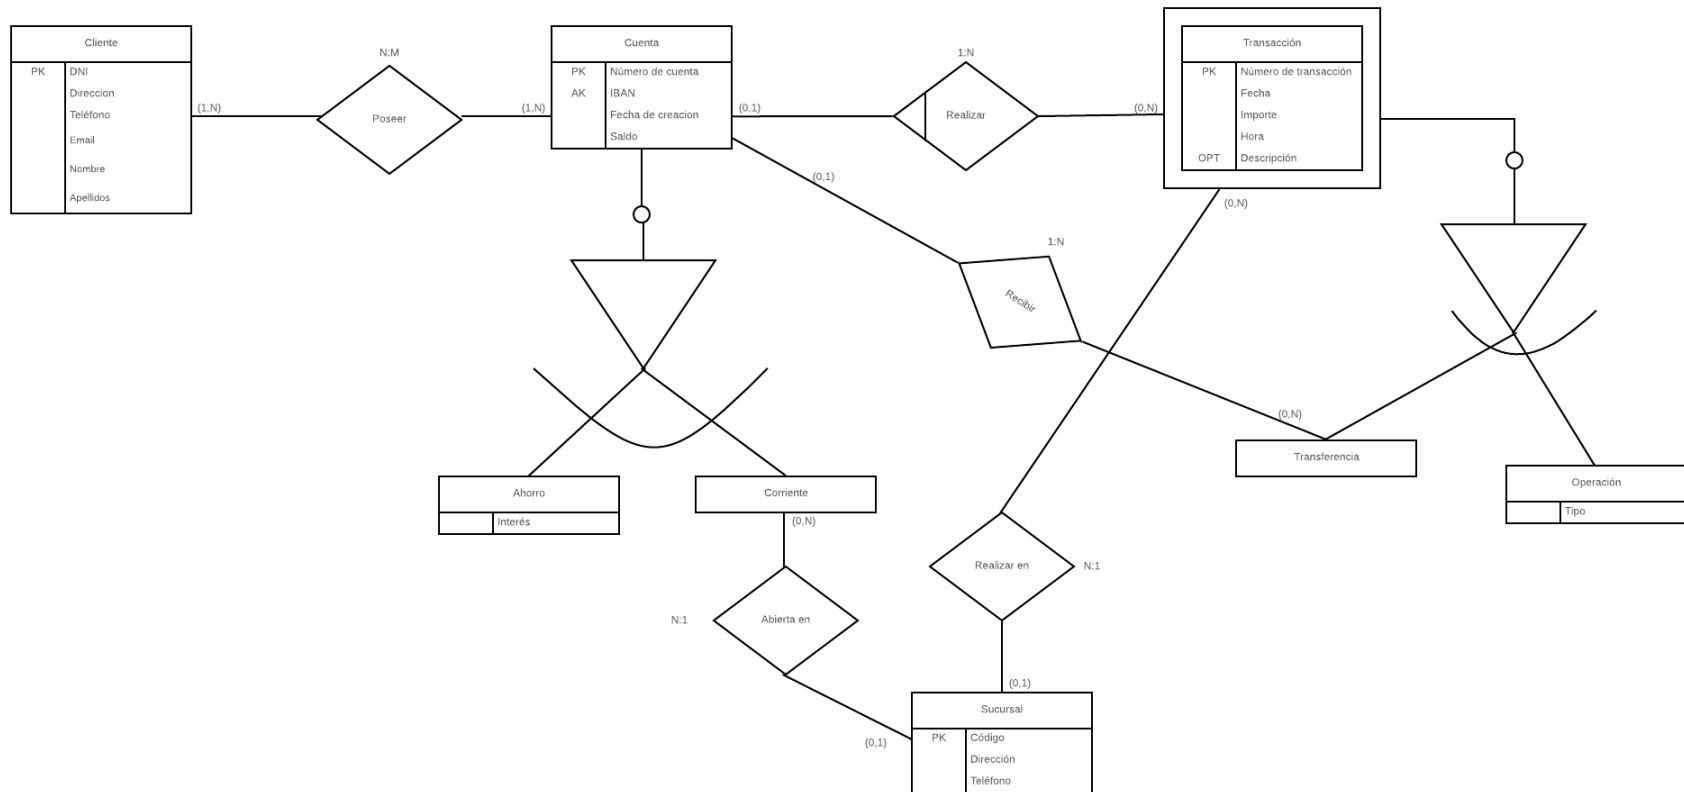 Cliente
PK DNI
Direccion
Teléfono
Email
Nombre
Apellidos
N:M
(1,N)
Poseer
(1,N)
Cuenta
PK Número de cuenta
AK IBAN
Fecha de creacion
Saldo
(0,1)
1:N
Realizar
(0,N)
Transacción
PK Número de transacción
Fecha
Importe
Hora
OPT Descripción
(0,1)
1:N
Recibir
(0,N)
(0,N)
Transferencia
Operación
Tipo
Ahorro
Interés
Corriente
(0,N)
N:1
Abierta en
(0,1)
Realizar en
N:1
(0,1)
Sucursal
PK Código
Dirección
Teléfono